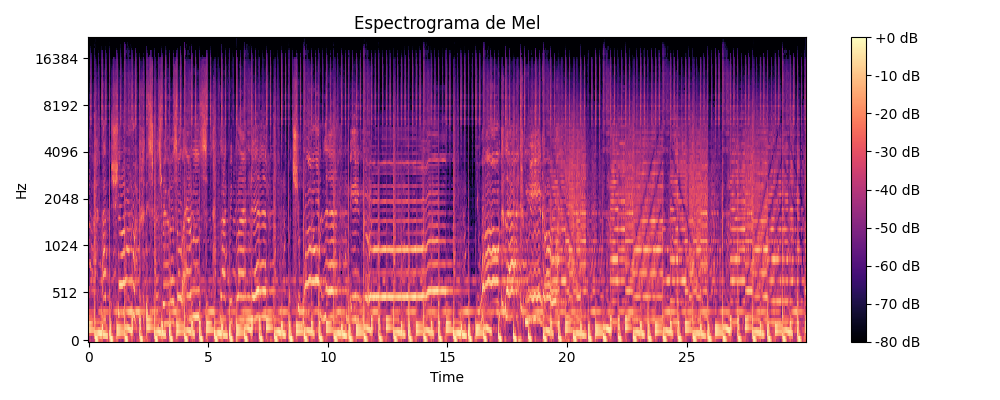 Espectrograma de Mel
Hz
16384
8192
4096
2048
1024
512
0
0 5 10 15 20 25
Time
+0 dB
-10 dB
-20 dB
-30 dB
-40 dB
-50 dB
-60 dB
-70 dB
-80 dB